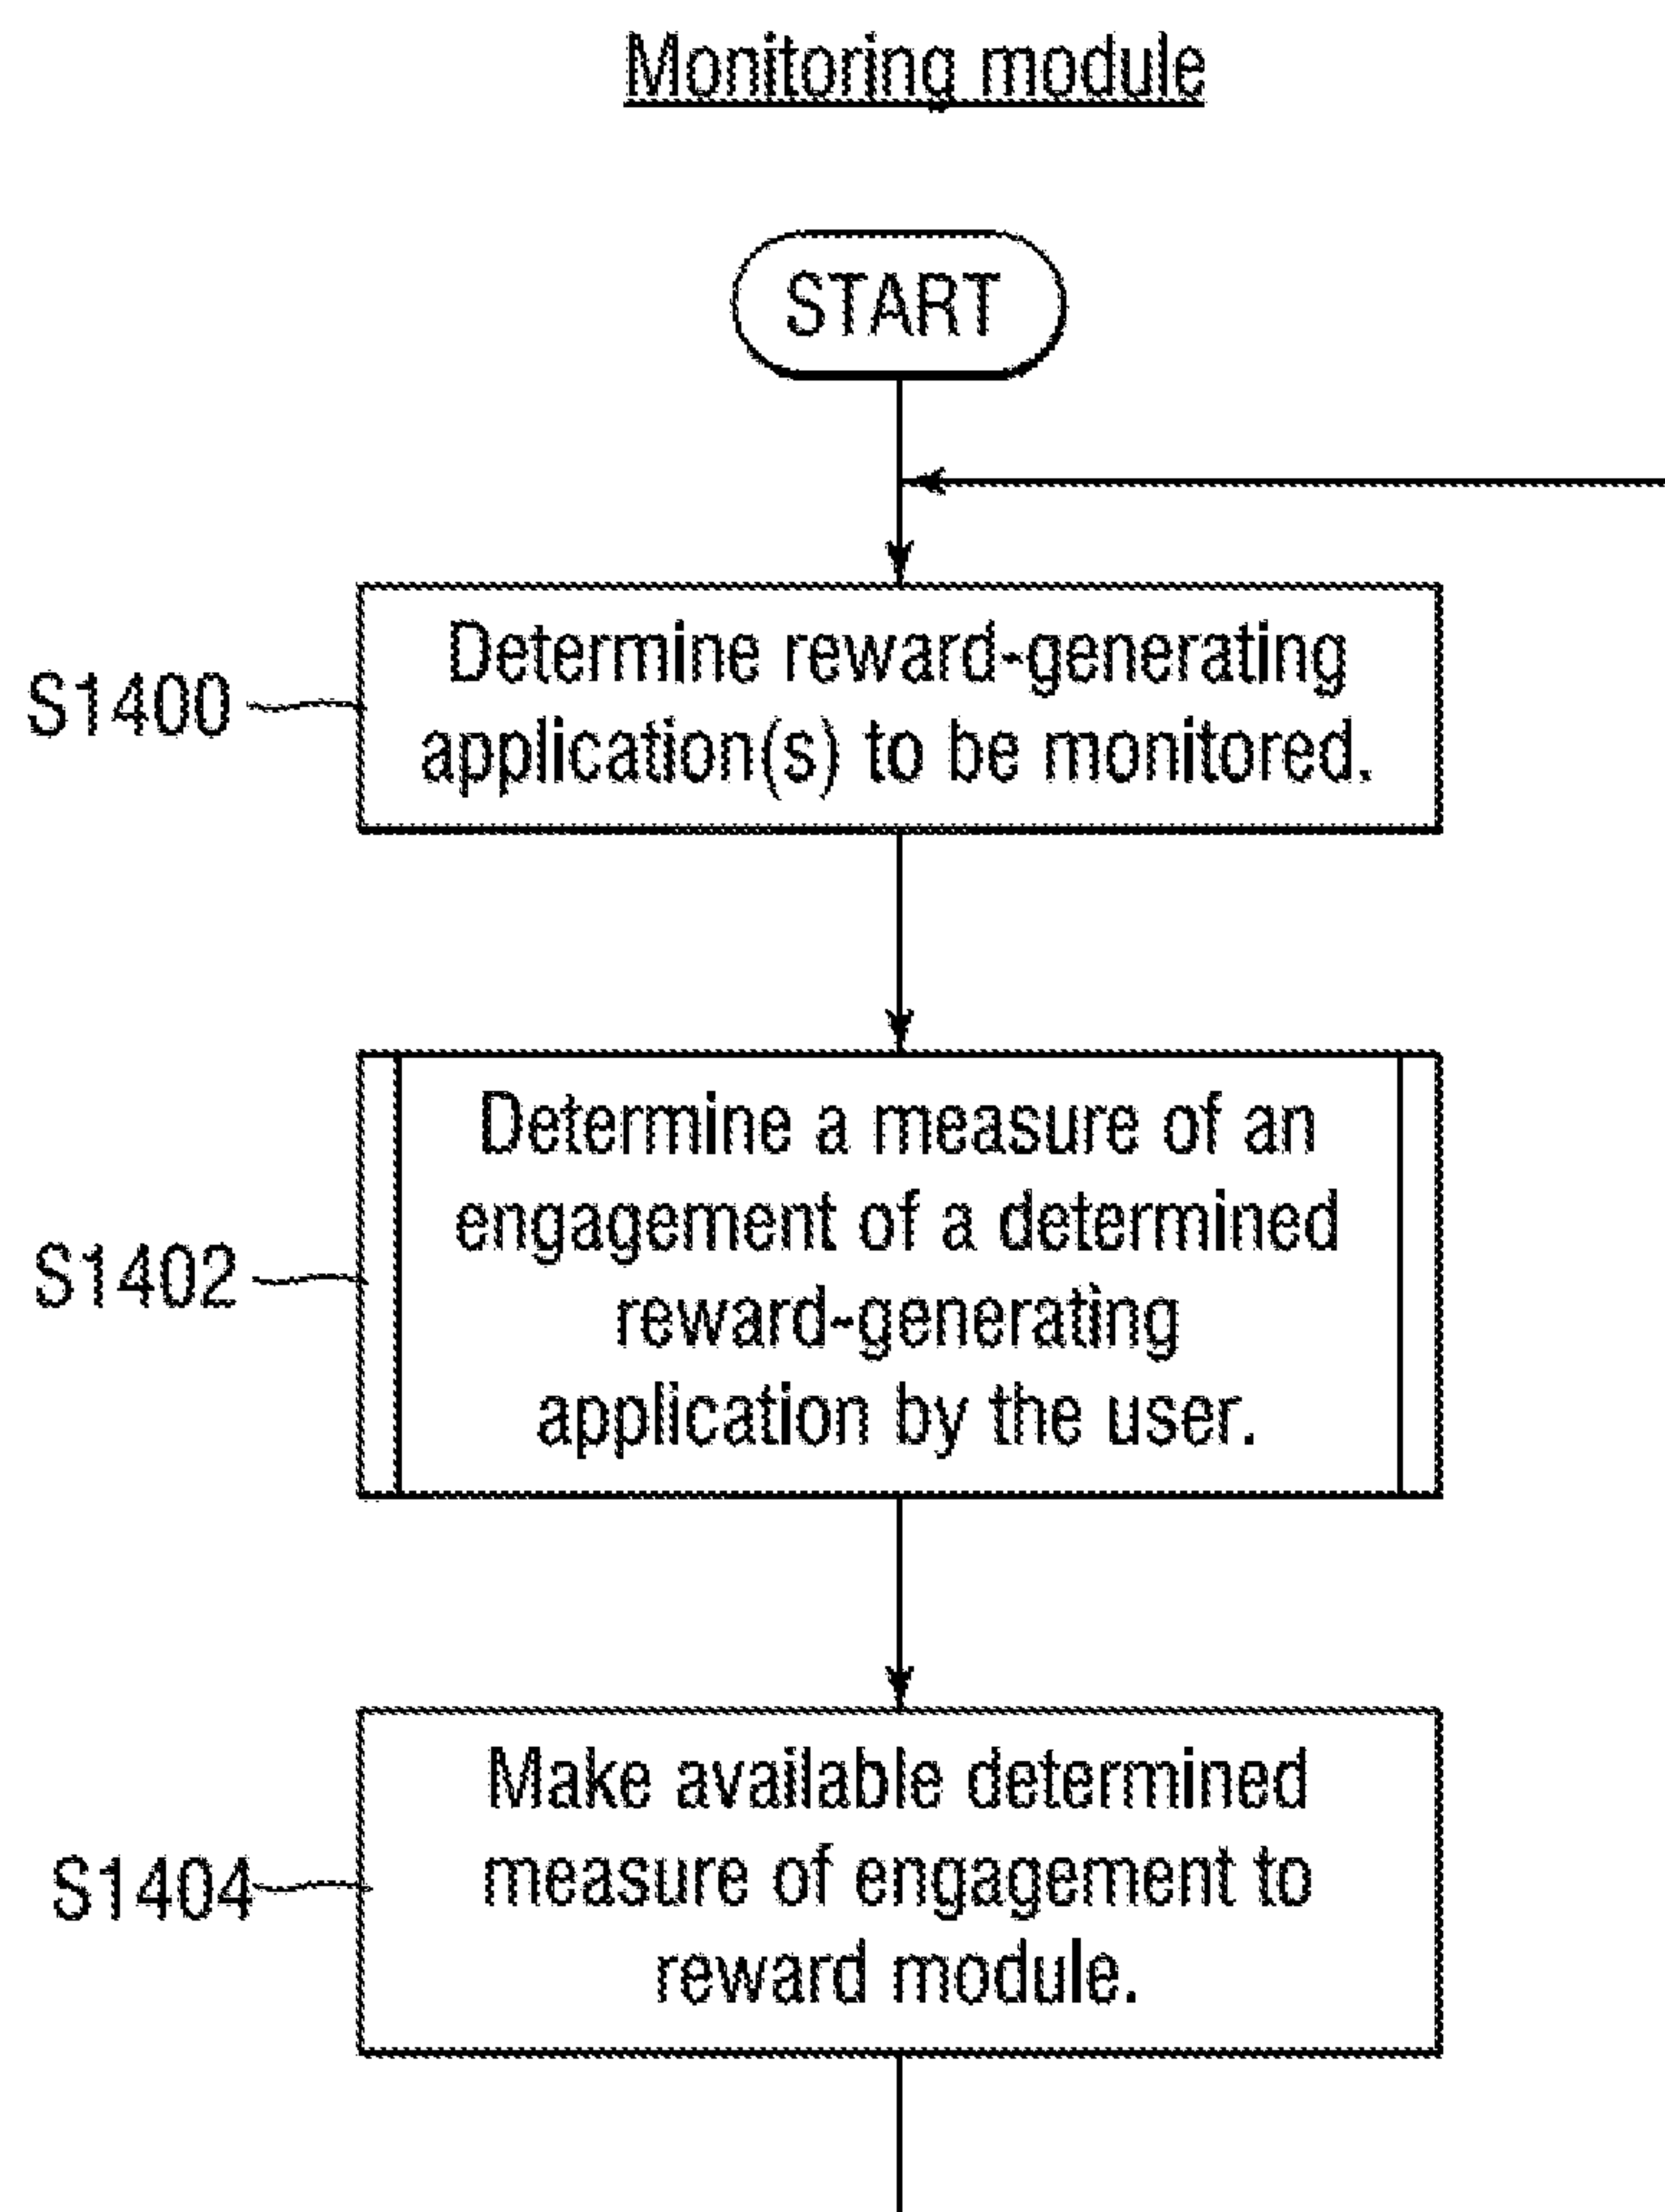 Monitoring module
START
S1400
Determine reward-generating
application(s) to be monitored.
S1402
Determine a measure of an
engagement of a determined
reward-generating
application by the user.
S1404
Make available determined
measure of engagement to
reward module.